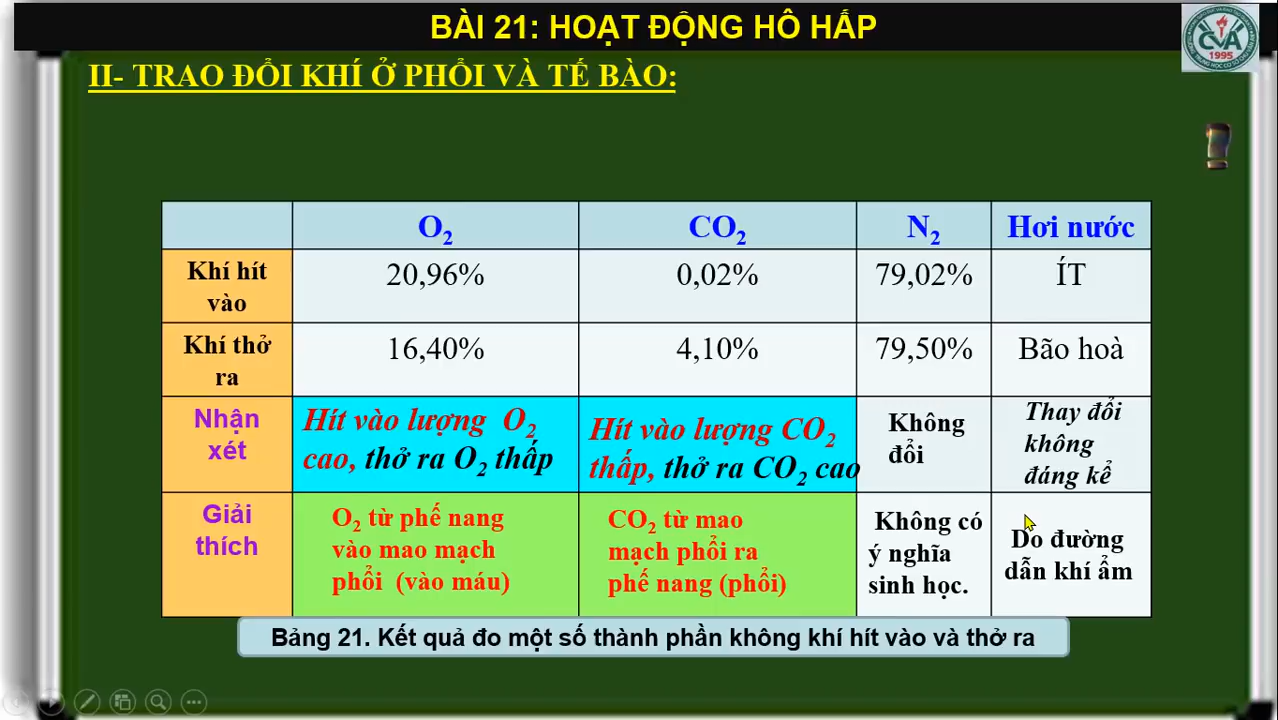 BÀI 21: HOẠT ĐỘNG HÔ HẤP
CVA
1995
II- TRAO ĐỔI KHÍ Ở PHỔI VÀ TẾ BÀO:
O₂
CO₂
N₂
Hơi nước
Khí hít
vào
20,96%
0,02%
79,02%
ÍT
Khí thở
ra
16,40%
4,10%
79,50%
Bão hoà
Nhận
xét
Hít vào lượng O₂
cao, thở ra O₂ thấp
Hít vào lượng CO₂
thấp, thở ra CO₂ cao
Không
đổi
Thay đổi
không
đáng kể
Giải
thích
O₂ từ phế nang
vào mao mạch
phổi (vào máu)
CO₂ từ mao
mạch phổi ra
phế nang (phổi)
Không có
ý nghĩa
sinh học.
Do đường
dẫn khí ẩm
Bảng 21. Kết quả đo một số thành phần không khí hít vào và thở ra